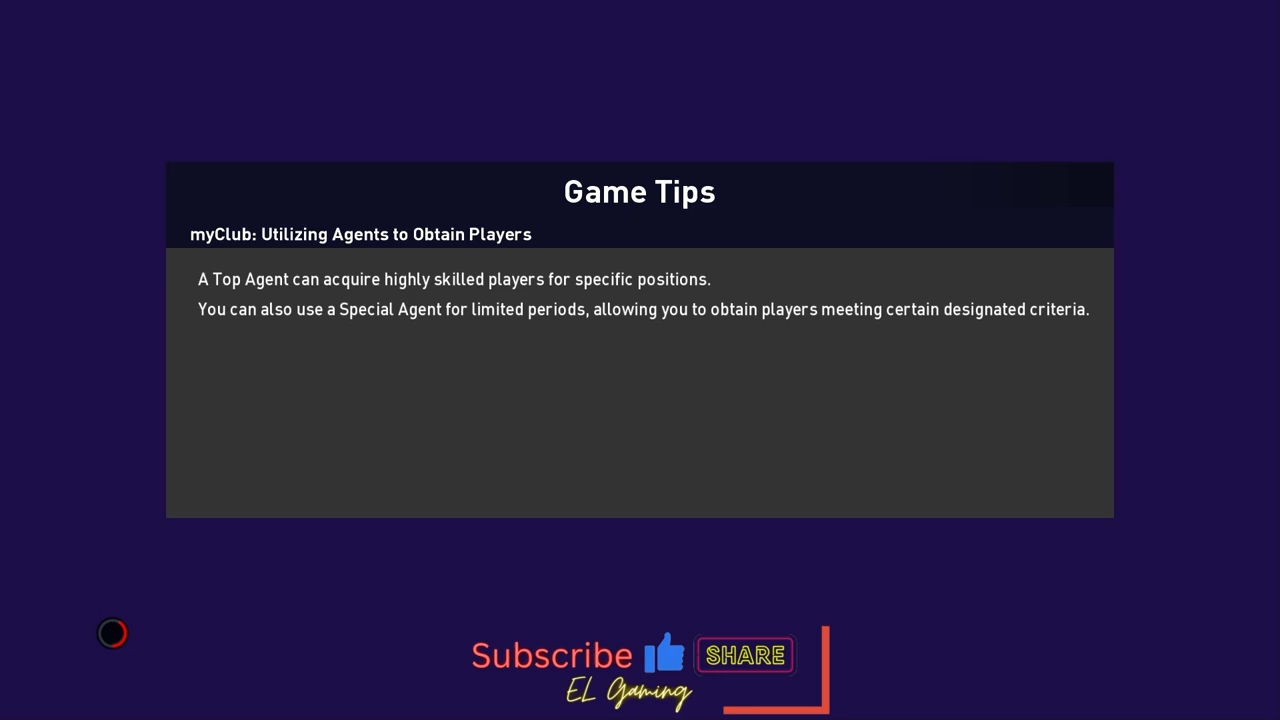 Game Tips
myClub: Utilizing Agents to Obtain Players
A Top Agent can acquire highly skilled players for specific positions.
You can also use a Special Agent for limited periods, allowing you to obtain players meeting certain designated criteria.
Subscribe SHARE
EL Gaming